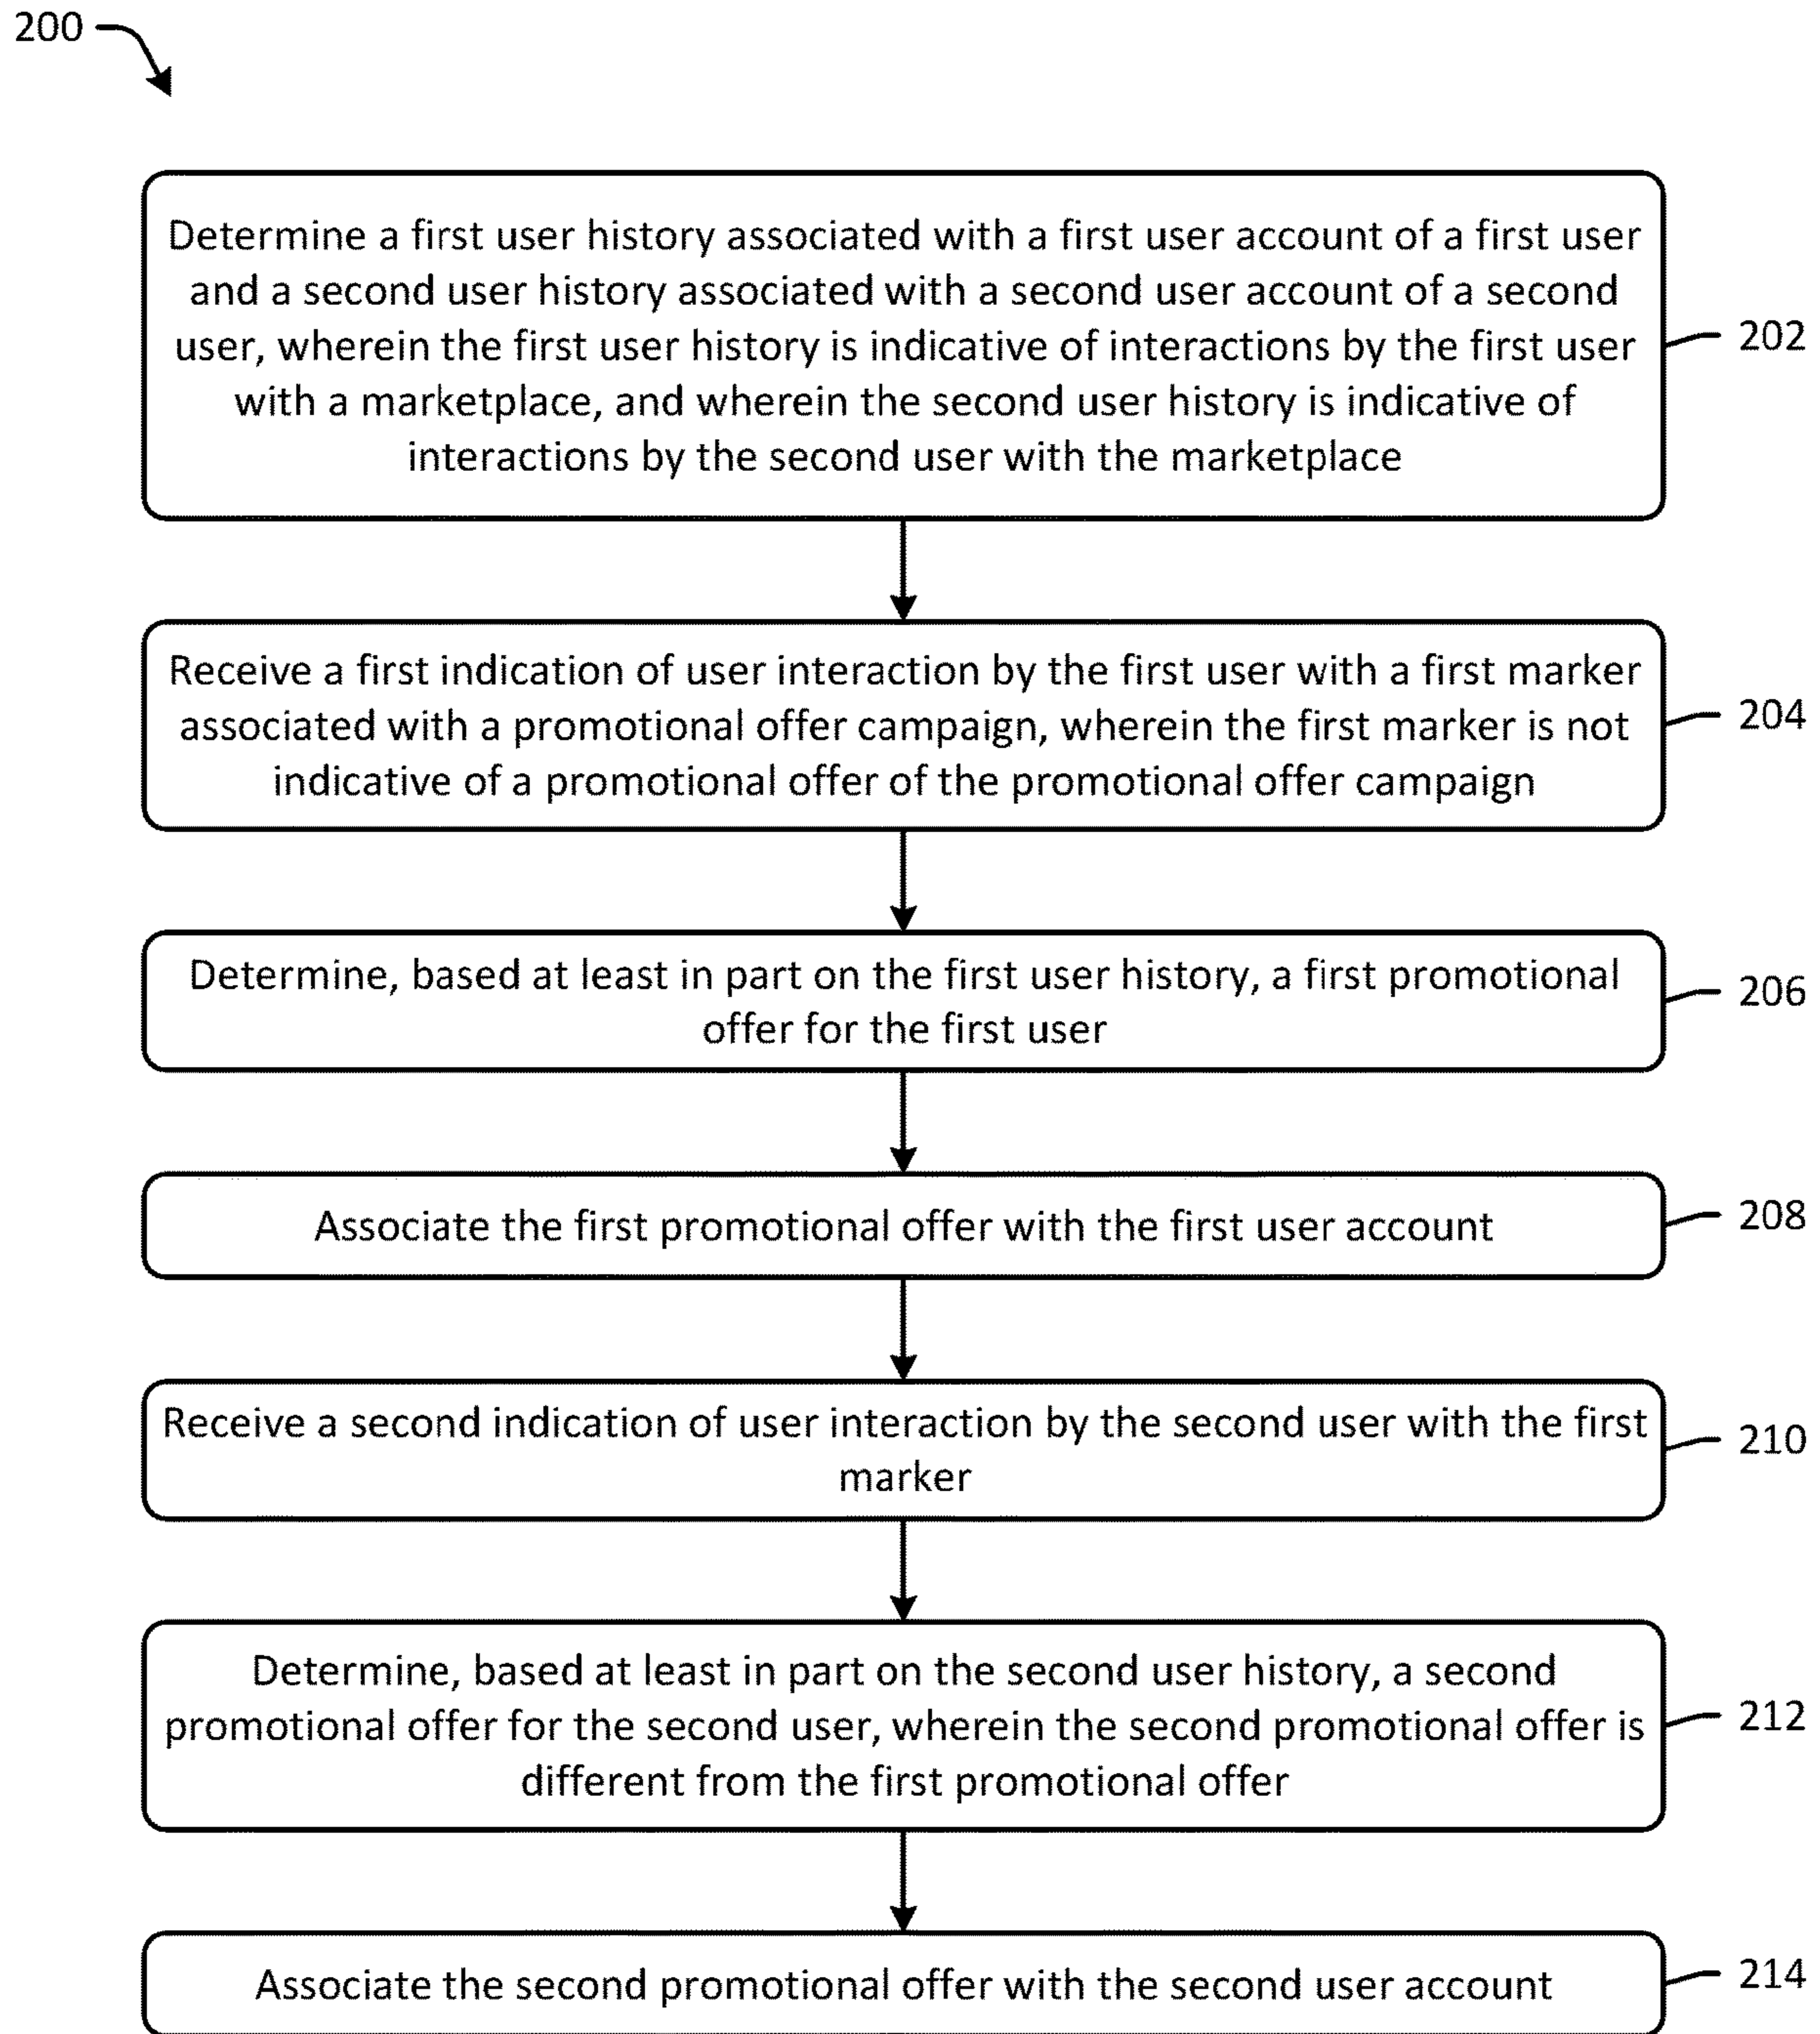 200
Determine a first user history associated with a first user account of a first user
and a second user history associated with a second user account of a second
user, wherein the first user history is indicative of interactions by the first user
with a marketplace, and wherein the second user history is indicative of
interactions by the second user with the marketplace
202
Receive a first indication of user interaction by the first user with a first marker
associated with a promotional offer campaign, wherein the first marker is not
indicative of a promotional offer of the promotional offer campaign
204
Determine, based at least in part on the first user history, a first promotional
offer for the first user
206
Associate the first promotional offer with the first user account
208
Receive a second indication of user interaction by the second user with the first
marker
210
Determine, based at least in part on the second user history, a second
promotional offer for the second user, wherein the second promotional offer is
different from the first promotional offer
212
Associate the second promotional offer with the second user account
214